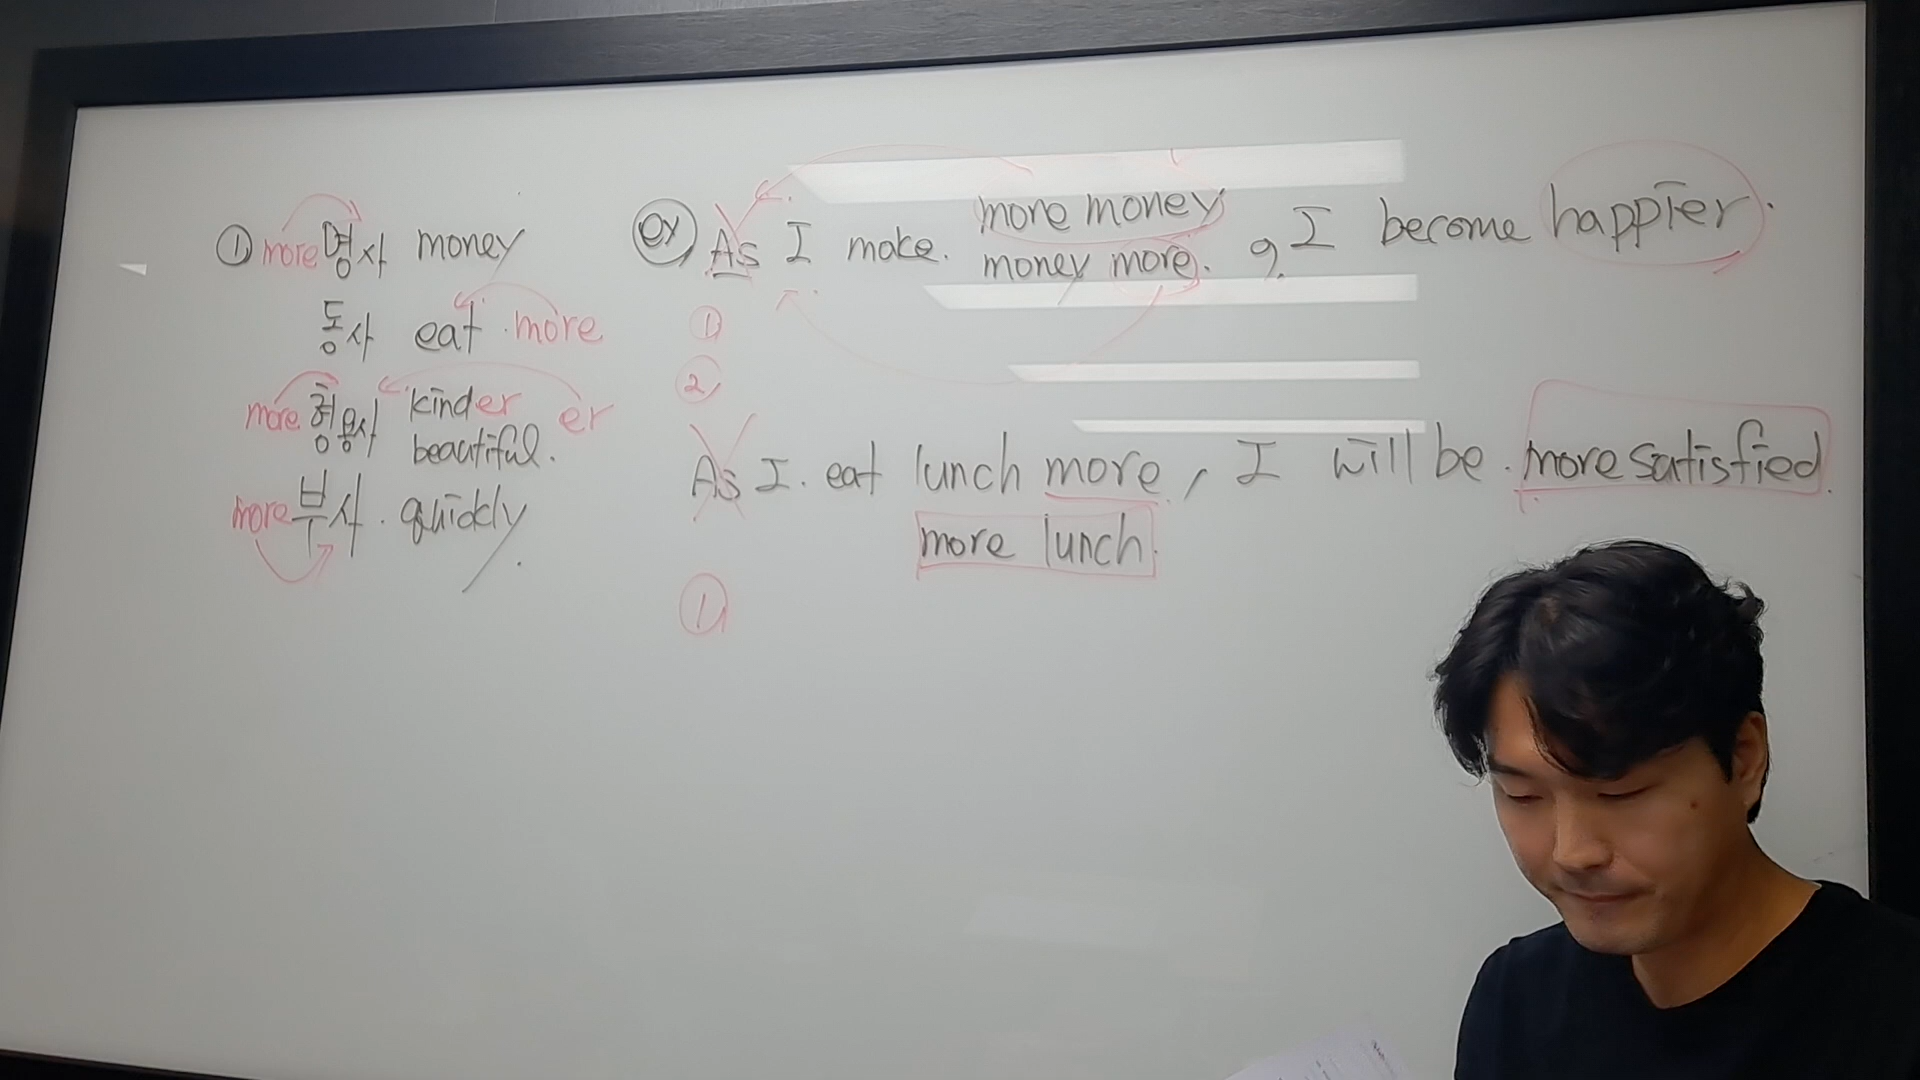 ① more 명사 money
동사 eat more
more 형용사 kinder er
beautiful.
more 부사. quickly
ex As I make. more money
money more. , I become happier.
①
②
As I. eat lunch more, I will be. more satisfied.
more lunch.
①